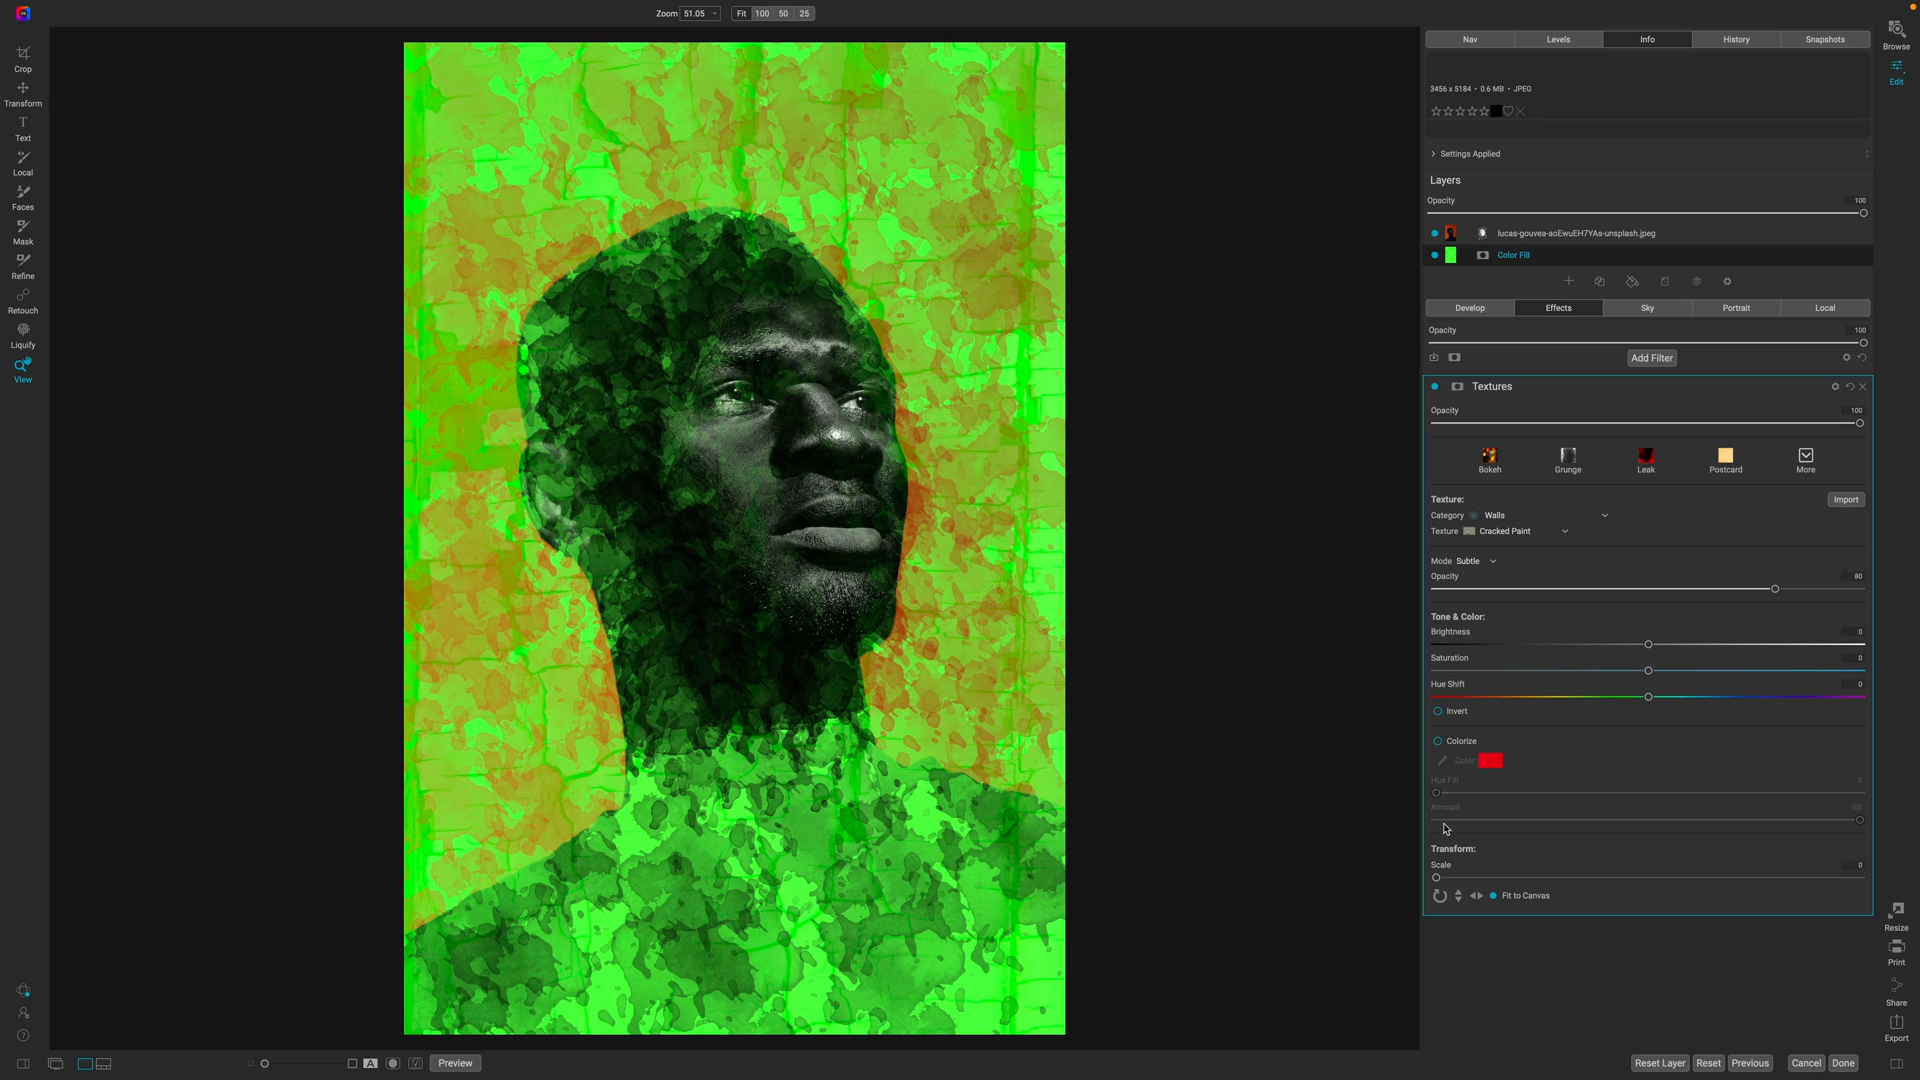 Zoom 51.05 Fit 100 50 25
Crop
Transform
Text
Local
Faces
Mask
Refine
Retouch
Liquify
View
Nav Levels Info History Snapshots
3456 x 5184 • 0.6 MB • JPEG
Settings Applied
Layers
Opacity 100
lucas-gouvea-aoEwuEH7YAs-unsplash.jpeg
Color Fill
Develop Effects Sky Portrait Local
Opacity 100
Add Filter
Textures
Opacity 100
Bokeh Grunge Leak Postcard More
Texture: Import
Category Walls
Texture Cracked Paint
Mode Subtle
Opacity 80
Tone & Color:
Brightness 0
Saturation 0
Hue Shift 0
Invert
Colorize
Color:
Hue Fill 0
Amount 100
Transform:
Scale 0
Fit to Canvas
Browse
Edit
Resize
Print
Share
Export
A Preview
Reset Layer Reset Previous Cancel Done